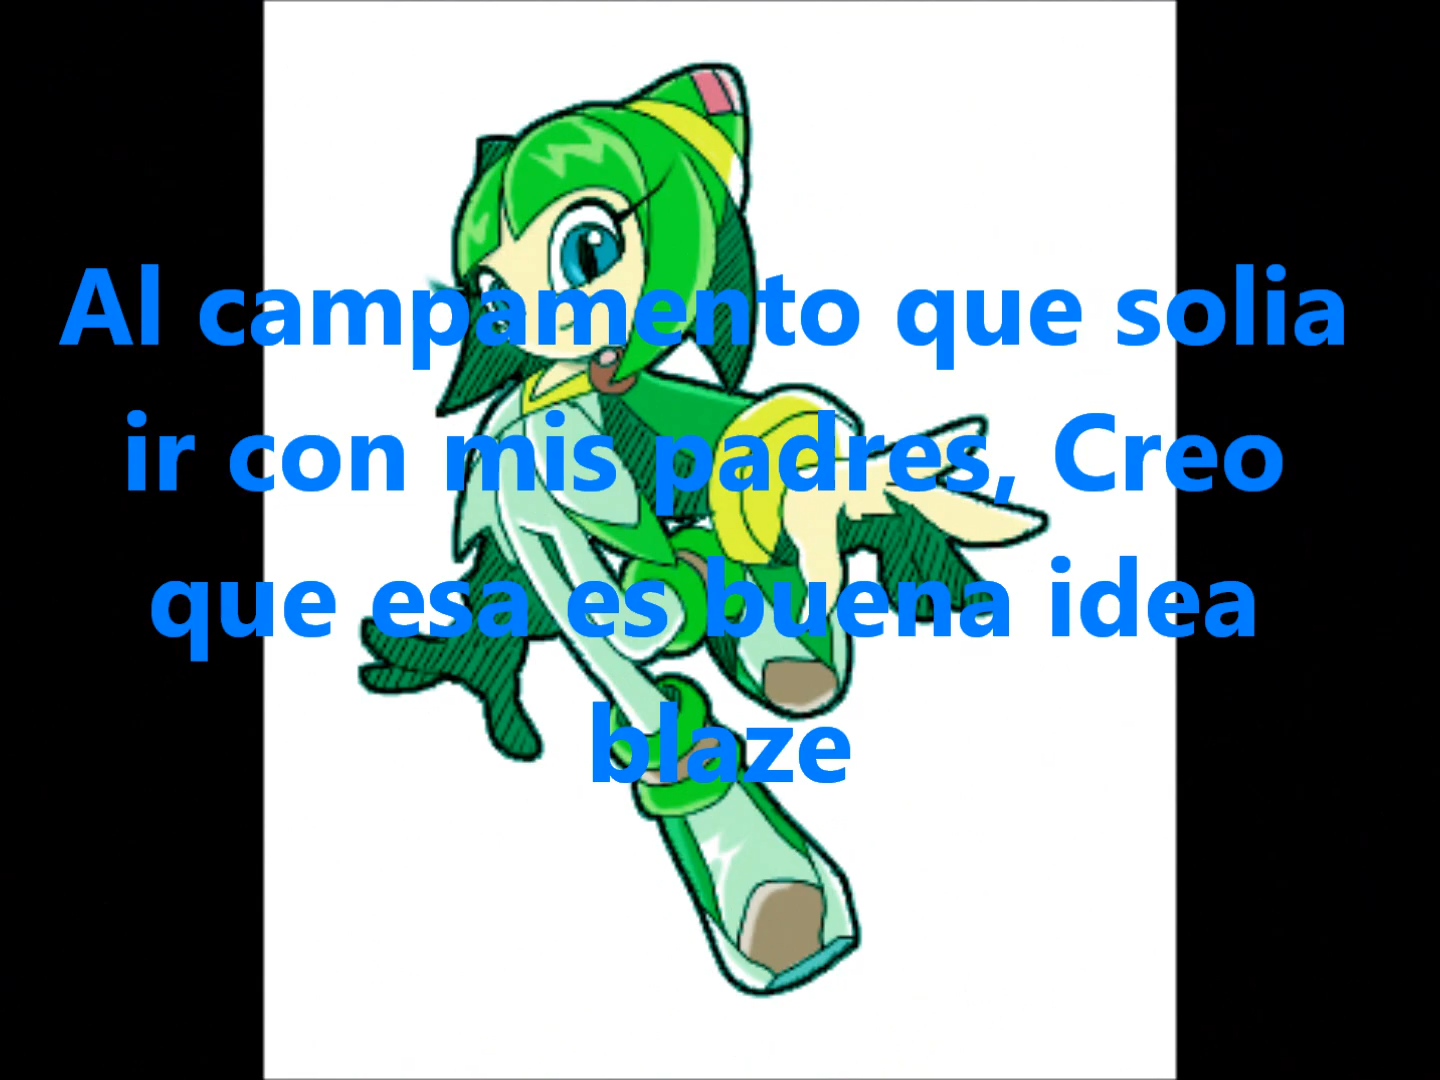 Al campamento que solia
ir con mis padres, Creo
que esa es buena idea
blaze